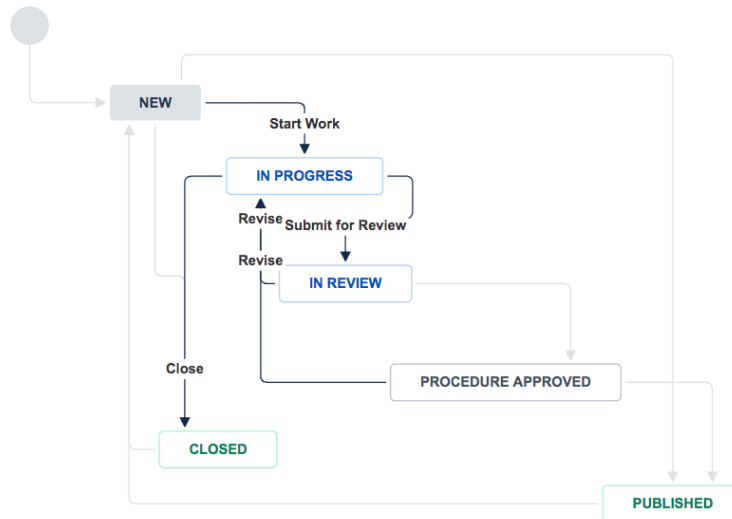 NEW
Start Work
IN PROGRESS
Revise
Submit for Review
Revise
IN REVIEW
Close
PROCEDURE APPROVED
CLOSED
PUBLISHED